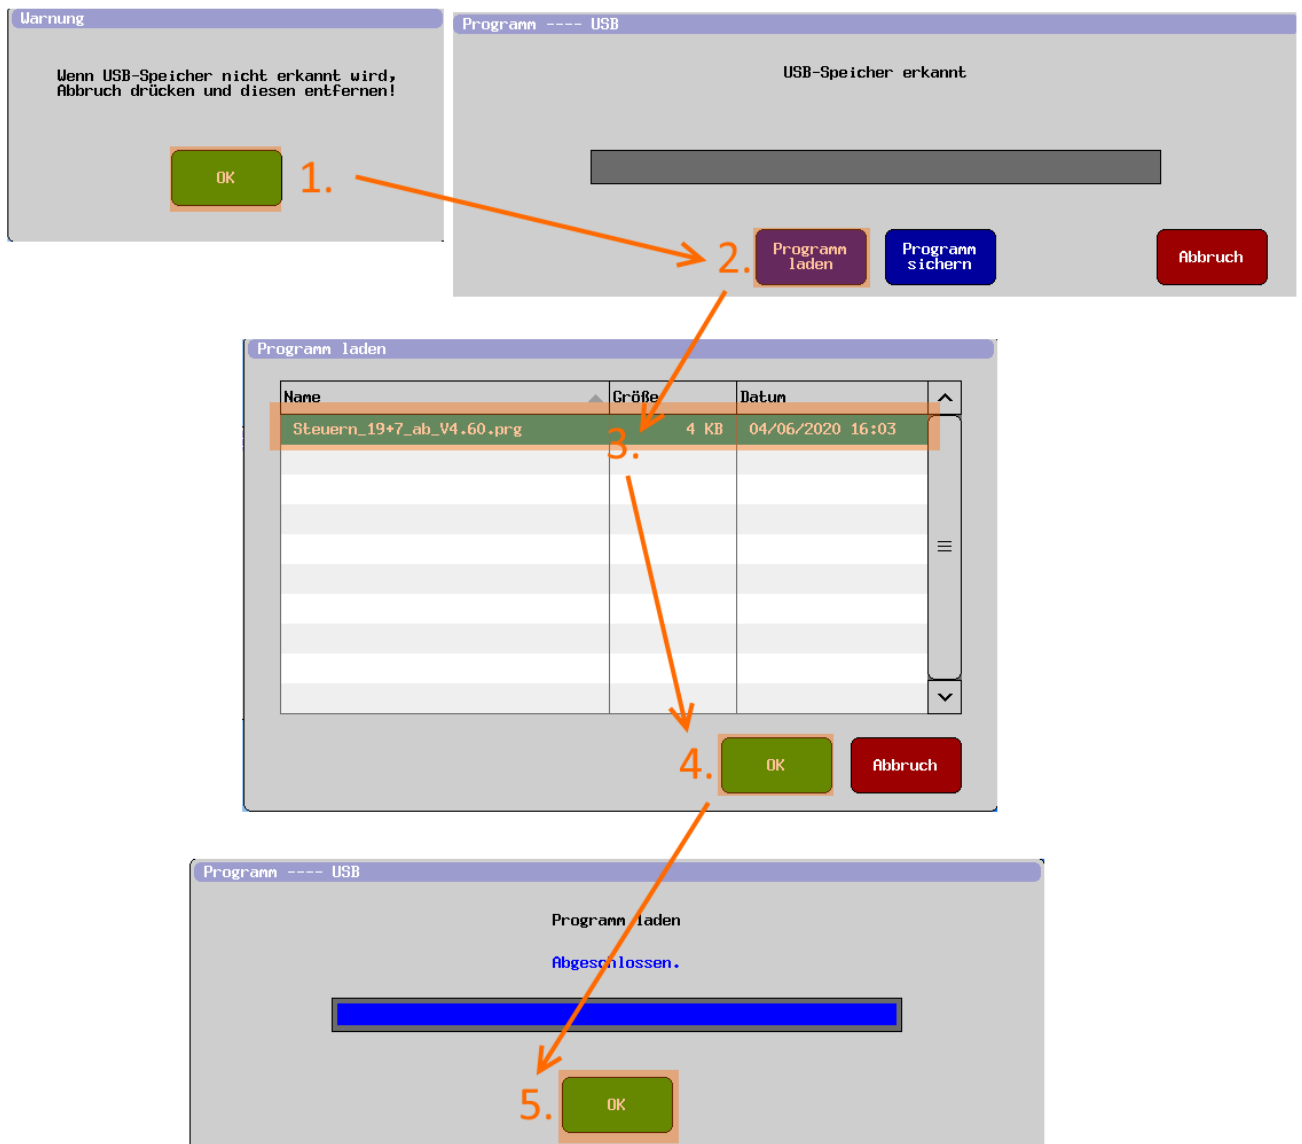 Warnung
Wenn USB-Speicher nicht erkannt wird,
Abbruch drücken und diesen entfernen!
OK
1.
Programm ---- USB
USB-Speicher erkannt
2.
Programm
laden
Programm
sichern
Abbruch
Programm laden
Name Größe Datum
Steuern_19+7_ab_V4.60.prg 4 KB 04/06/2020 16:03
3.
4.
OK
Abbruch
Programm ---- USB
Programm laden
Abgeschlossen.
5.
OK